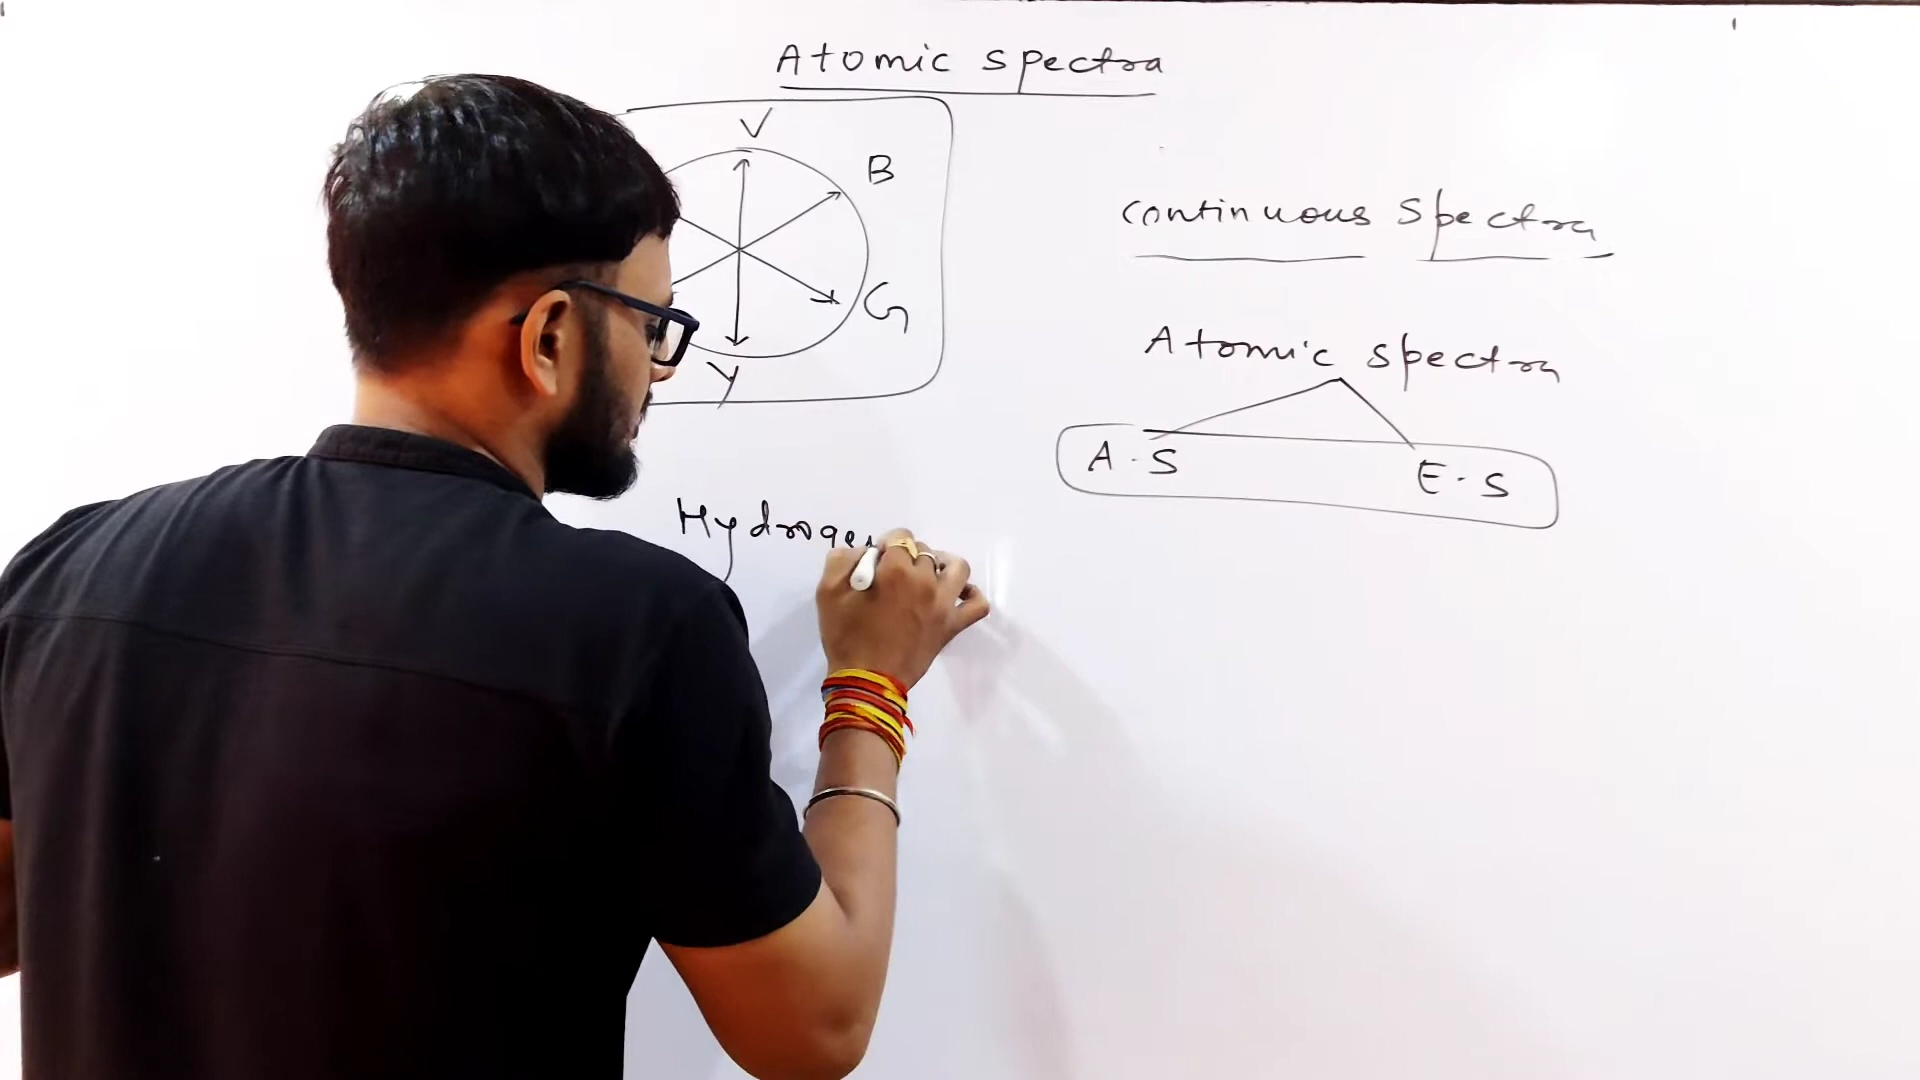 Atomic Spectra
V
B
G
Y
Continuous Spectra
Atomic Spectra
A.S
E.S
Hydrogen